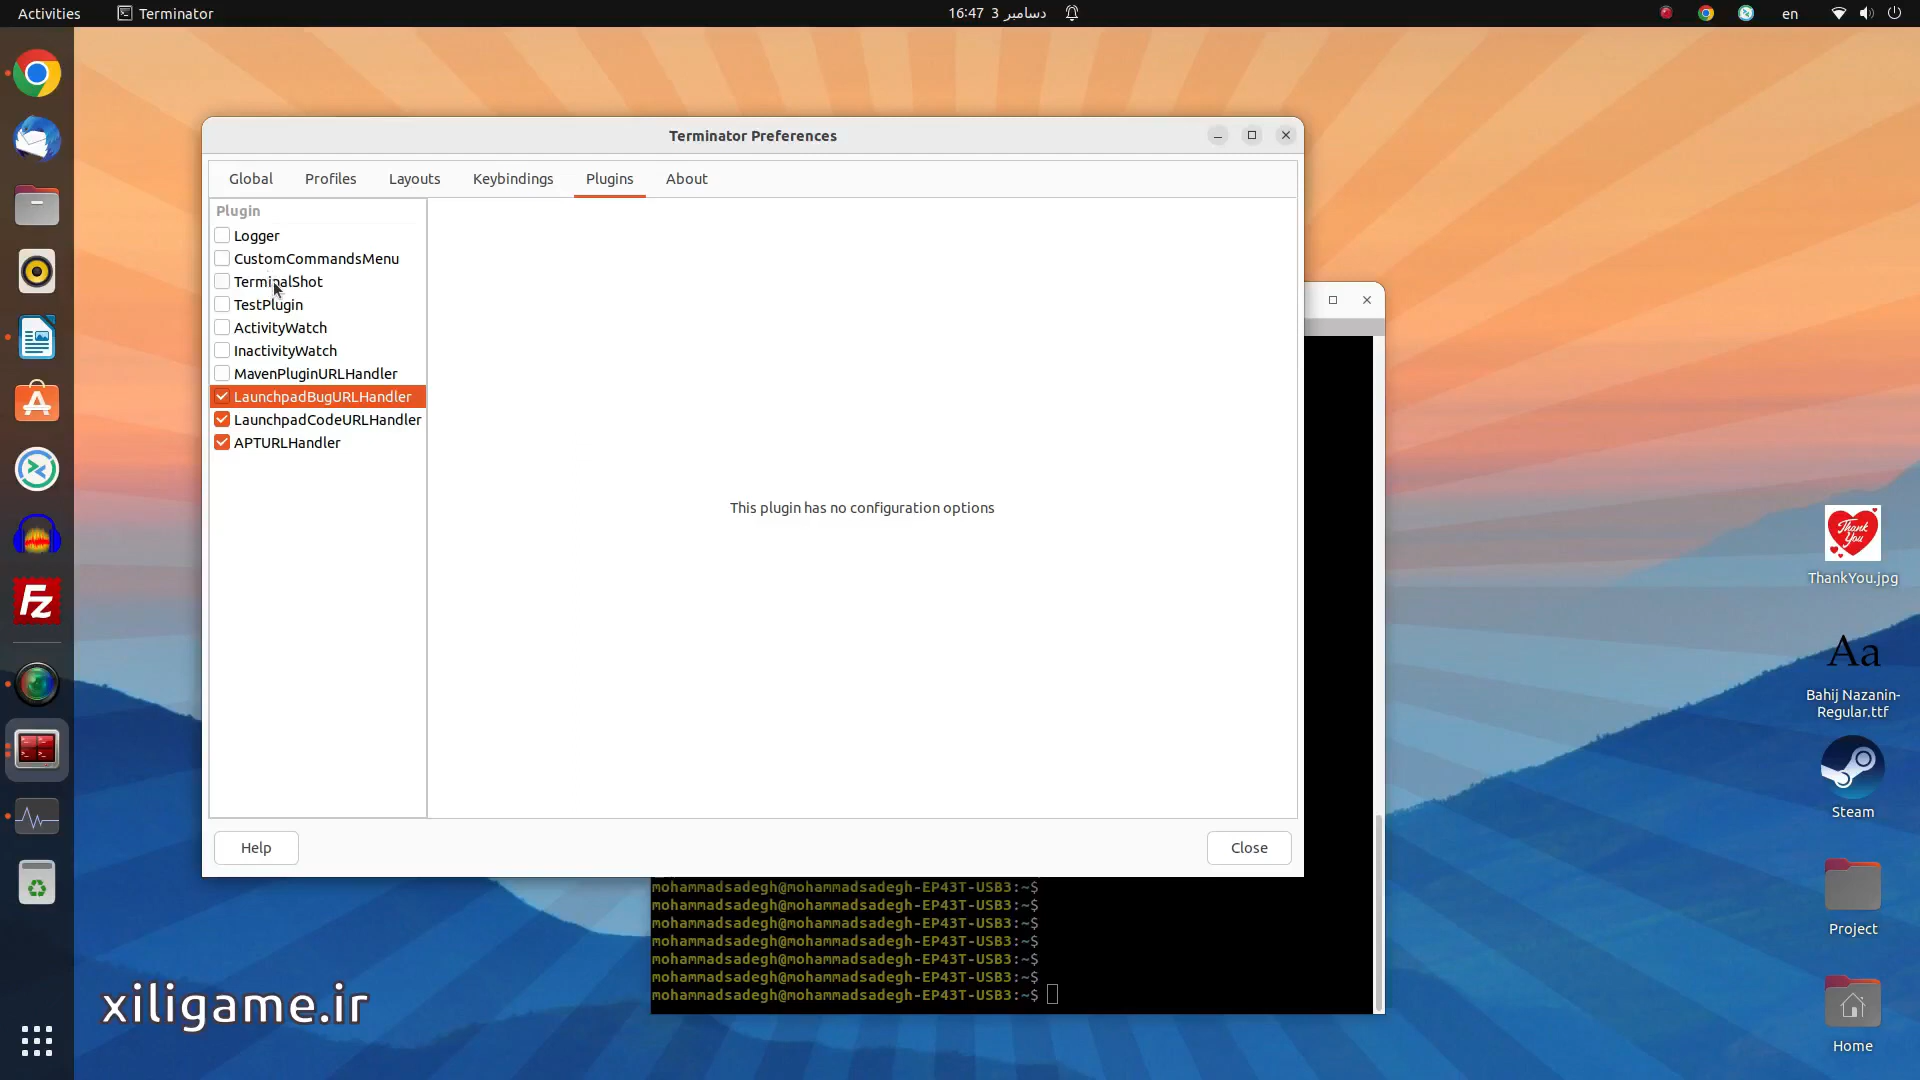 Activities
Terminator
16:47 3 دسامبر
en
Terminator Preferences
Global
Profiles
Layouts
Keybindings
Plugins
About
Plugin
Logger
CustomCommandsMenu
TerminalShot
TestPlugin
ActivityWatch
InactivityWatch
MavenPluginURLHandler
LaunchpadBugURLHandler
LaunchpadCodeURLHandler
APTURLHandler
This plugin has no configuration options
Help
Close
mohammadsadegh@mohammadsadegh-EP43T-USB3:~$
mohammadsadegh@mohammadsadegh-EP43T-USB3:~$
mohammadsadegh@mohammadsadegh-EP43T-USB3:~$
mohammadsadegh@mohammadsadegh-EP43T-USB3:~$
mohammadsadegh@mohammadsadegh-EP43T-USB3:~$
mohammadsadegh@mohammadsadegh-EP43T-USB3:~$
mohammadsadegh@mohammadsadegh-EP43T-USB3:~$
Thank
You
ThankYou.jpg
Aa
Bahij Nazanin-
Regular.ttf
Steam
Project
Home
Fz
xiligame.ir